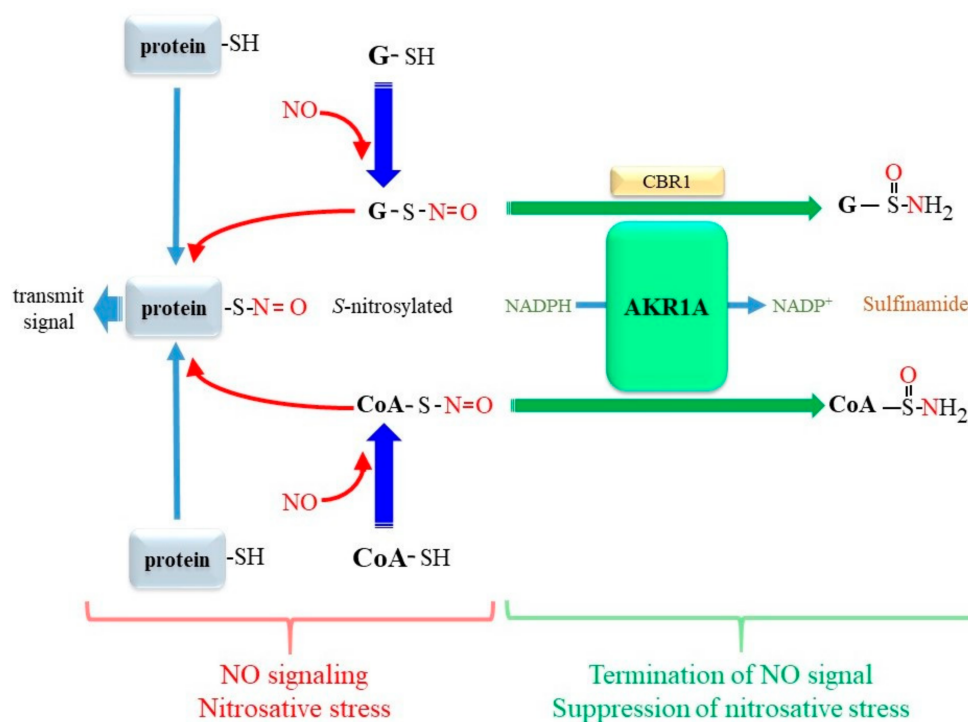 protein -SH
G- SH
NO
CBR1
G-S-N=O
G — S-NH2
O
transmit
signal
protein -S-N=O
S-nitrosylated
NADPH
AKR1A
NADP+
Sulfinamide
CoA-S-N=O
CoA —S-NH2
O
NO
protein -SH
CoA-SH
NO signaling
Nitrosative stress
Termination of NO signal
Suppression of nitrosative stress